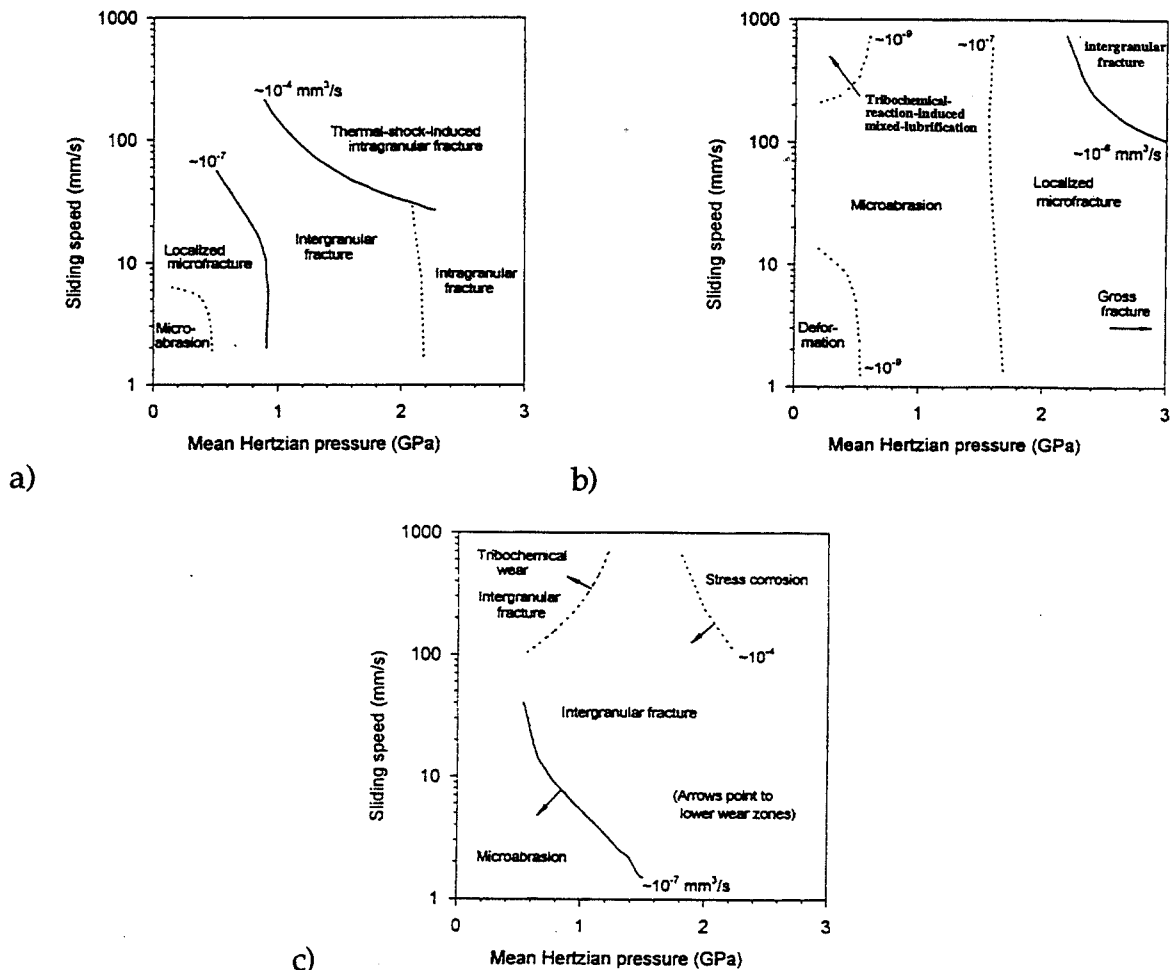 1000
100
10
1
Sliding speed (mm/s)
~10⁻⁴ mm³/s
Thermal-shock-induced
intragranular fracture
~10⁻⁷
Localized
microfracture
Intergranular
fracture
Intragranular
fracture
Micro-
abrasion
0 1 2 3
Mean Hertzian pressure (GPa)
a)
1000
100
10
1
Sliding speed (mm/s)
~10⁻⁹
~10⁻⁷
intergranular
fracture
Tribochemical-
reaction-induced
mixed-lubrification
~10⁻⁶ mm³/s
Microabrasion
Localized
microfracture
Gross
fracture
Defor-
mation
~10⁻⁹
0 1 2 3
Mean Hertzian pressure (GPa)
b)
1000
100
10
1
Sliding speed (mm/s)
Tribochemical
wear
Intergranular
fracture
Stress corrosion
~10⁻⁴
Intergranular fracture
(Arrows point to
lower wear zones)
Microabrasion
~10⁻⁷ mm³/s
0 1 2 3
Mean Hertzian pressure (GPa)
c)